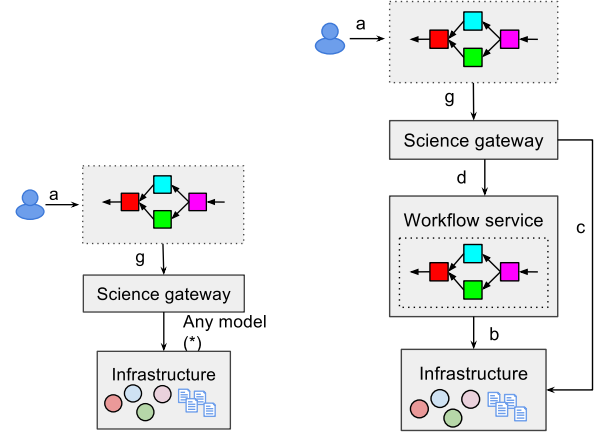 a
g
Science gateway
Any model
(*)
Infrastructure
a
g
Science gateway
d
c
Workflow service
b
Infrastructure